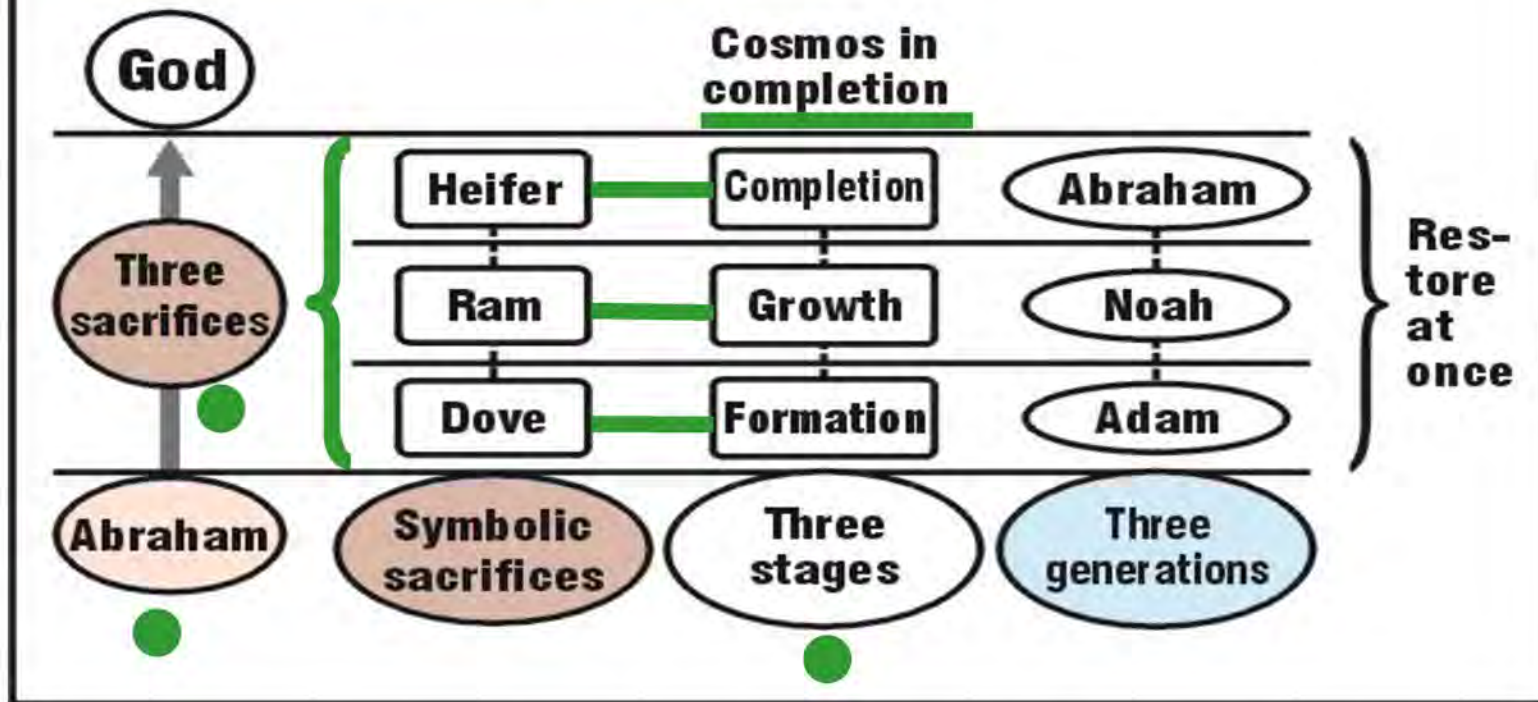 God
Cosmos in
completion
Heifer
Completion
Abraham
Three
sacrifices
Ram
Growth
Noah
Res-
tore
at
once
Dove
Formation
Adam
Abraham
Symbolic
sacrifices
Three
stages
Three
generations